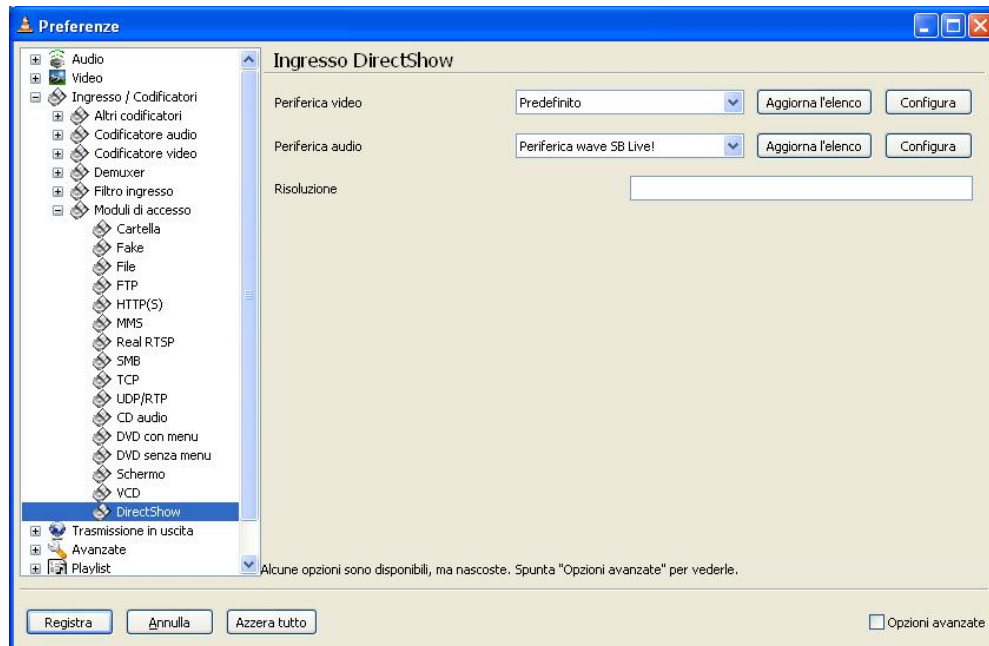 Preferenze
Audio
Video
Ingresso / Codificatori
Altri codificatori
Codificatore audio
Codificatore video
Demuxer
Filtro ingresso
Moduli di accesso
Cartella
Fake
File
FTP
HTTP(S)
MMS
Real RTSP
SMB
TCP
UDP/RTP
CD audio
DVD con menu
DVD senza menu
Schermo
VCD
DirectShow
Trasmissione in uscita
Avanzate
Playlist
Ingresso DirectShow
Periferica video Predefinito Aggiorna l'elenco Configura
Periferica audio Periferica wave SB Live! Aggiorna l'elenco Configura
Risoluzione
Alcune opzioni sono disponibili, ma nascoste. Spunta "Opzioni avanzate" per vederle.
Registra Annulla Azzera tutto Opzioni avanzate